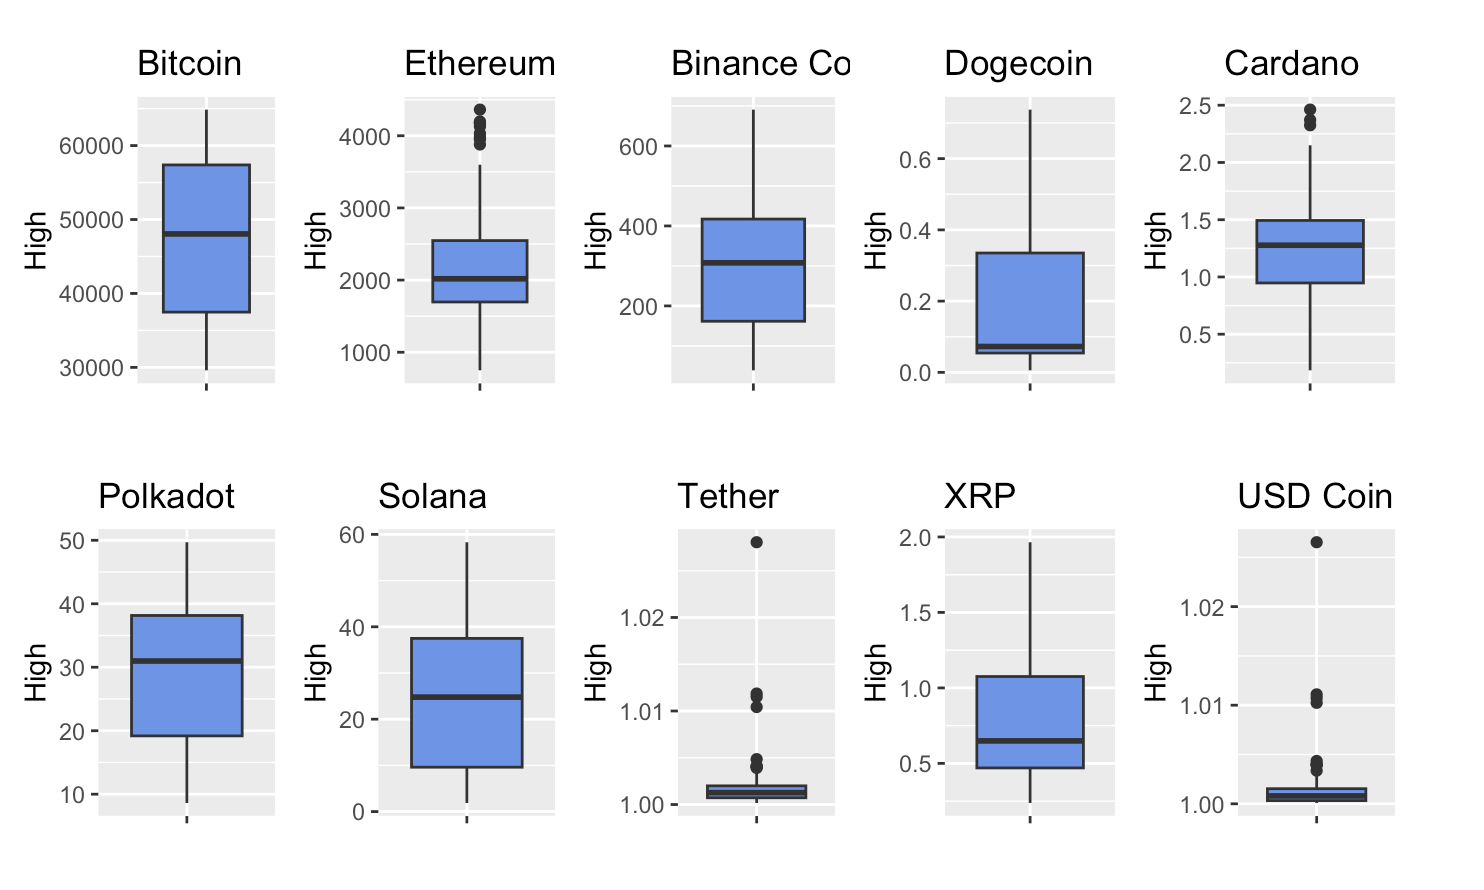 Bitcoin
Ethereum
Binance Co
Dogecoin
Cardano
High
60000
50000
40000
30000
High
4000
3000
2000
1000
High
600
400
200
High
0.6
0.4
0.2
0.0
High
2.5
2.0
1.5
1.0
0.5
Polkadot
Solana
Tether
XRP
USD Coin
High
50
40
30
20
10
High
60
40
20
0
High
1.02
1.01
1.00
High
2.0
1.5
1.0
0.5
High
1.02
1.01
1.00